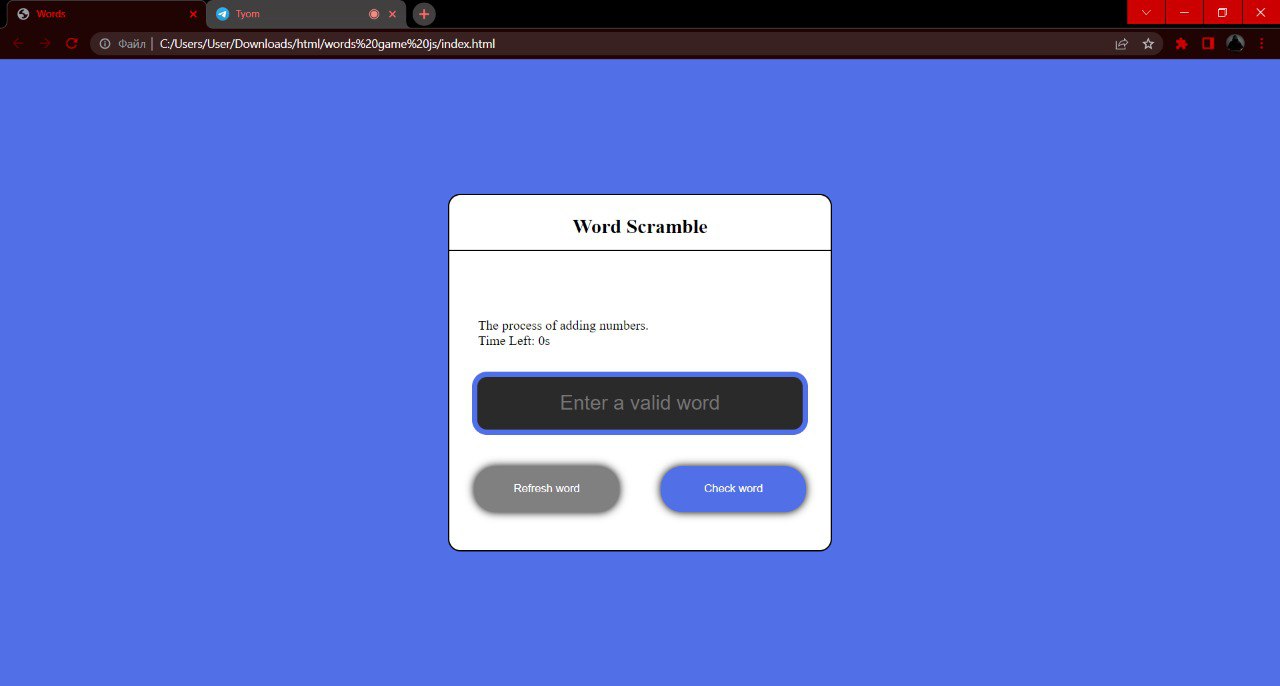 Words
Tyom
Файл
C:/Users/User/Downloads/html/words%20game%20js/index.html
Word Scramble
The process of adding numbers.
Time Left: 0s
Enter a valid word
Refresh word
Check word